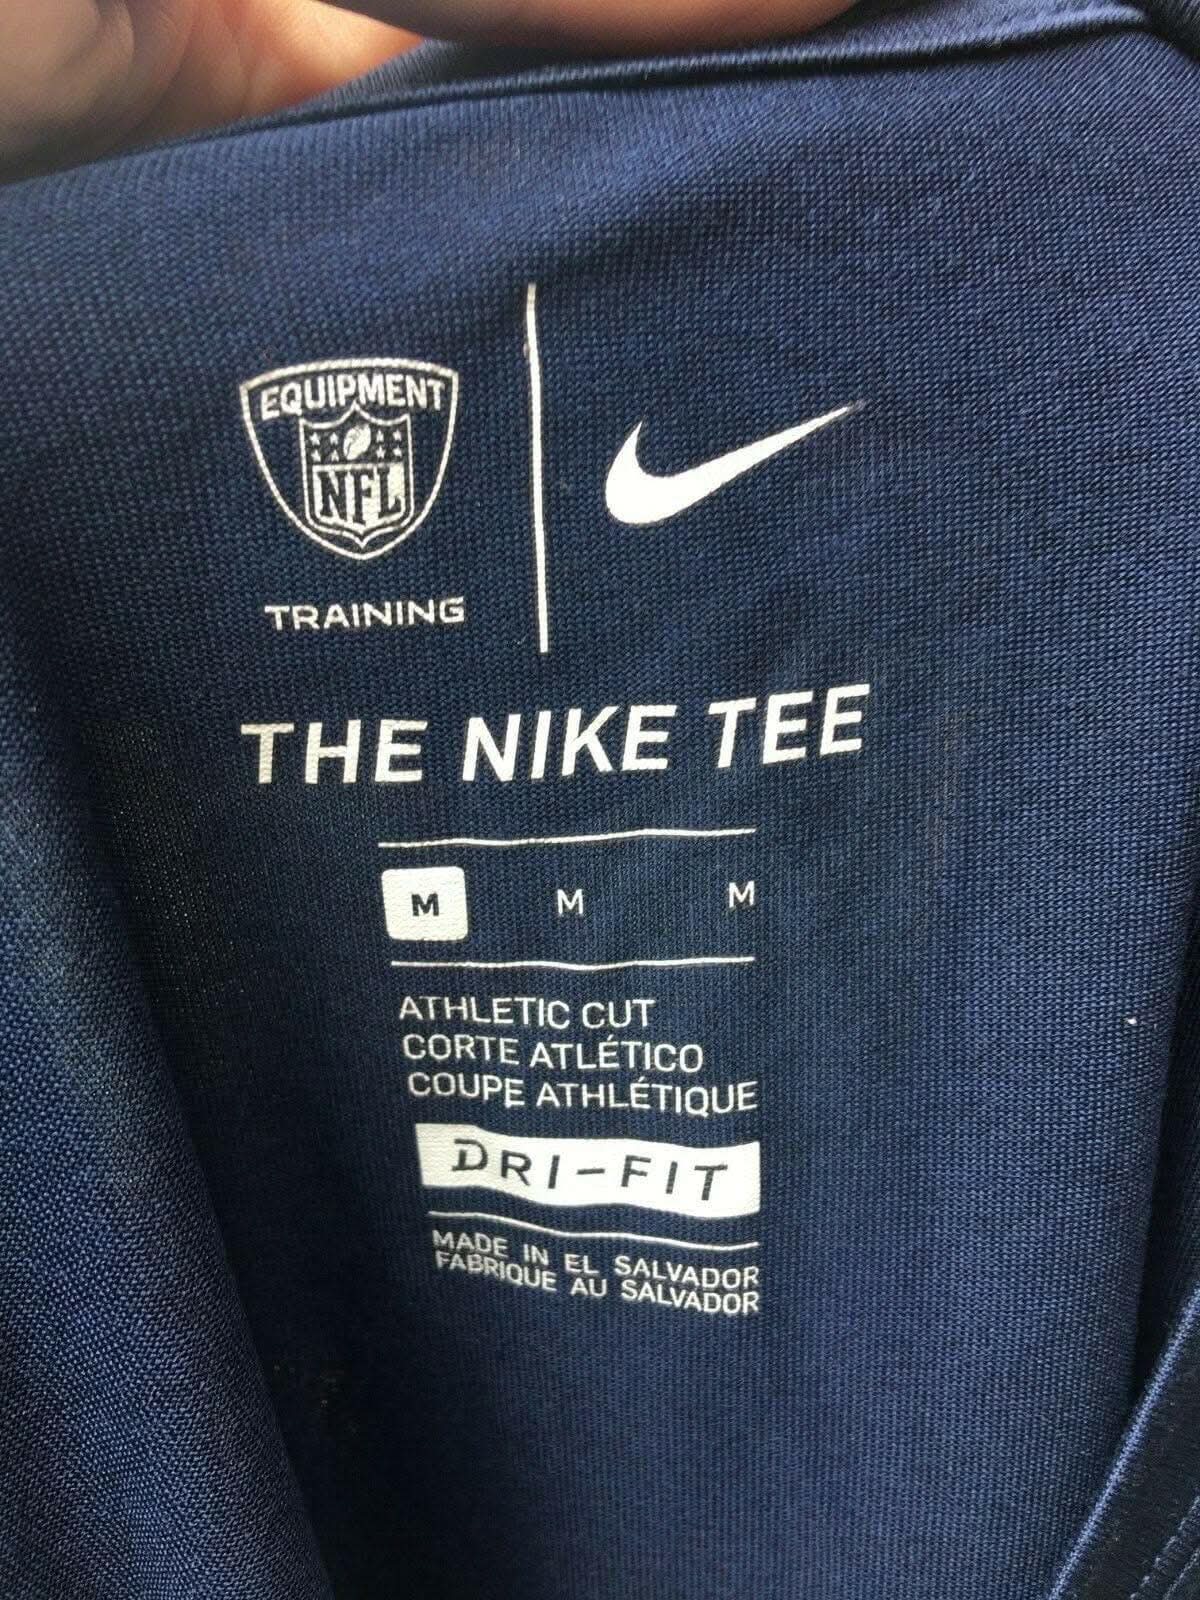 EQUIPMENT
NFL
TRAINING
THE NIKE TEE
M M M
ATHLETIC CUT
CORTE ATLÉTICO
COUPE ATHLÉTIQUE
DRI-FIT
MADE IN EL SALVADOR
FABRIQUE AU SALVADOR